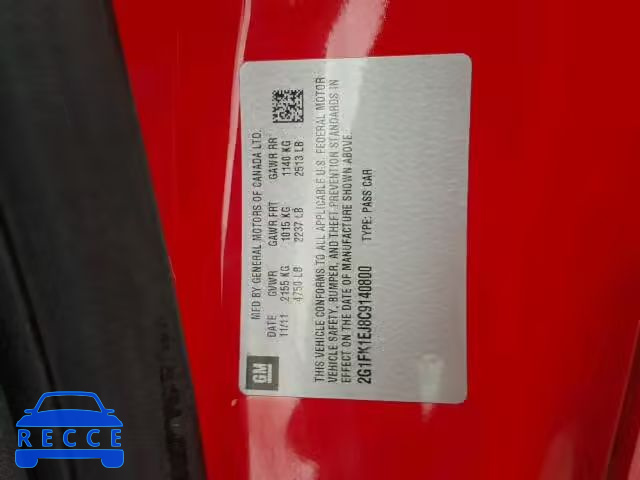 GM
MFD BY GENERAL MOTORS OF CANADA LTD.
DATE GVWR GAWR FRT GAWR RR
11/11 2155 KG 1015 KG 1140 KG
4750 LB 2237 LB 2513 LB
THIS VEHICLE CONFORMS TO ALL APPLICABLE U.S. FEDERAL MOTOR
VEHICLE SAFETY, BUMPER, AND THEFT PREVENTION STANDARDS IN
EFFECT ON THE DATE OF MANUFACTURE SHOWN ABOVE.
2G1FK1EJ8C9140800 TYPE: PASS CAR
RECCE